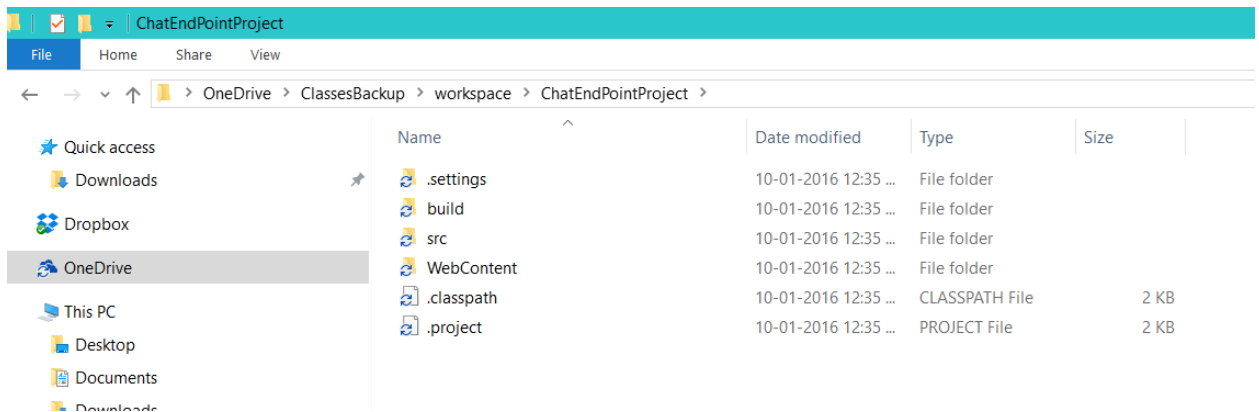 ChatEndPointProject
File Home Share View
OneDrive > ClassesBackup > workspace > ChatEndPointProject >
Name Date modified Type Size
Quick access
Downloads
Dropbox
OneDrive
This PC
Desktop
Documents
Downloads
.settings 10-01-2016 12:35 ... File folder
build 10-01-2016 12:35 ... File folder
src 10-01-2016 12:35 ... File folder
WebContent 10-01-2016 12:35 ... File folder
.classpath 10-01-2016 12:35 ... CLASSPATH File 2 KB
.project 10-01-2016 12:35 ... PROJECT File 2 KB